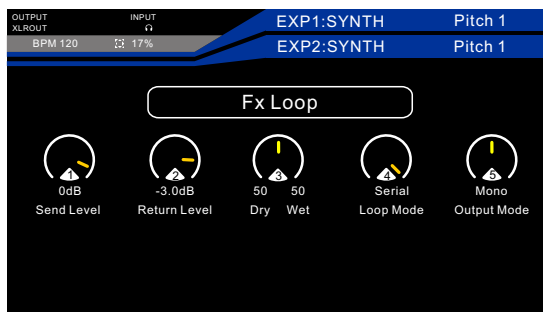 OUTPUT INPUT EXP1:SYNTH Pitch 1
XLROUT
BPM 120 17% EXP2:SYNTH Pitch 1
Fx Loop
1 2 3 4 5
0dB -3.0dB 50 50 Serial Mono
Send Level Return Level Dry Wet Loop Mode Output Mode